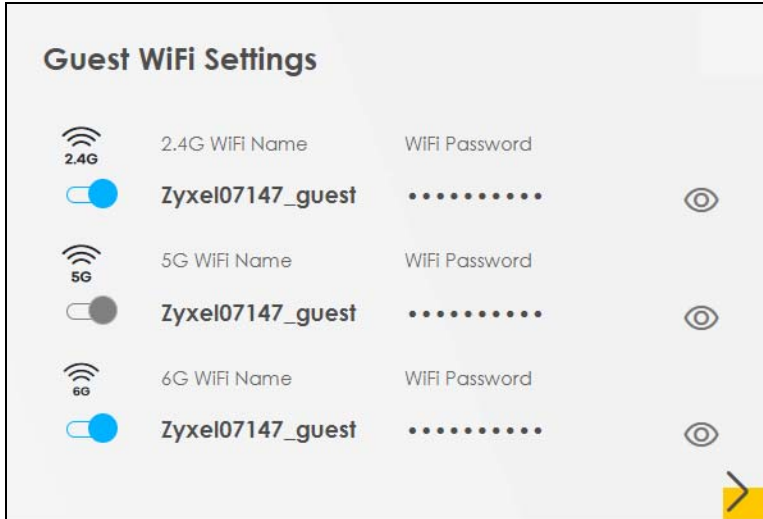 Guest WiFi Settings
2.4G
2.4G WiFi Name WiFi Password
Zyxel07147_guest ••••••••••
5G
5G WiFi Name WiFi Password
Zyxel07147_guest ••••••••••
6G
6G WiFi Name WiFi Password
Zyxel07147_guest ••••••••••